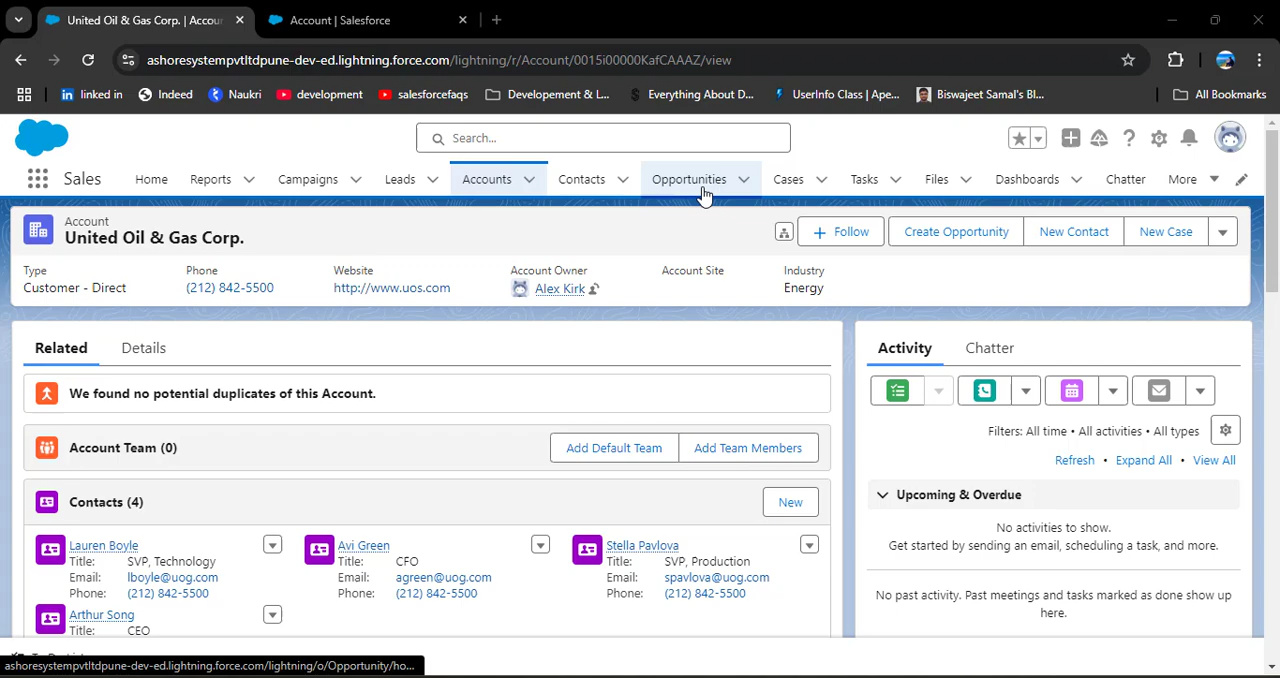 United Oil & Gas Corp. | Accou
Account | Salesforce
ashoresystempvtltdpune-dev-ed.lightning.force.com/lightning/r/Account/0015i00000KafCAAAZ/view
linked in
Indeed
Naukri
development
salesforcefaqs
Developement & L...
Everything About D...
UserInfo Class | Ape...
Biswajeet Samal's Bl...
All Bookmarks
Search...
Sales
Home
Reports
Campaigns
Leads
Accounts
Contacts
Opportunities
Cases
Tasks
Files
Dashboards
Chatter
More
Account
United Oil & Gas Corp.
Follow
Create Opportunity
New Contact
New Case
Type
Customer - Direct
Phone
(212) 842-5500
Website
http://www.uos.com
Account Owner
Alex Kirk
Account Site
Industry
Energy
Related
Details
We found no potential duplicates of this Account.
Account Team (0)
Add Default Team
Add Team Members
Contacts (4)
New
Lauren Boyle
Title: SVP, Technology
Email: lboyle@uog.com
Phone: (212) 842-5500
Avi Green
Title: CFO
Email: agreen@uog.com
Phone: (212) 842-5500
Stella Pavlova
Title: SVP, Production
Email: spavlova@uog.com
Phone: (212) 842-5500
Arthur Song
Title: CEO
Activity
Chatter
Filters: All time • All activities • All types
Refresh • Expand All • View All
Upcoming & Overdue
No activities to show.
Get started by sending an email, scheduling a task, and more.
No past activity. Past meetings and tasks marked as done show up
here.
ashoresystempvtltdpune-dev-ed.lightning.force.com/lightning/o/Opportunity/ho...